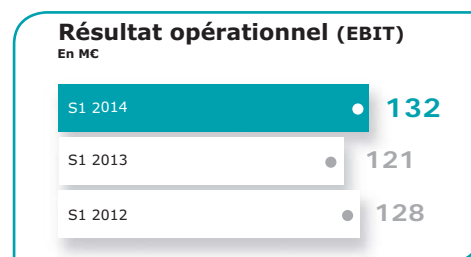 Résultat opérationnel (EBIT)
En M€
S1 2014 132
S1 2013 121
S1 2012 128